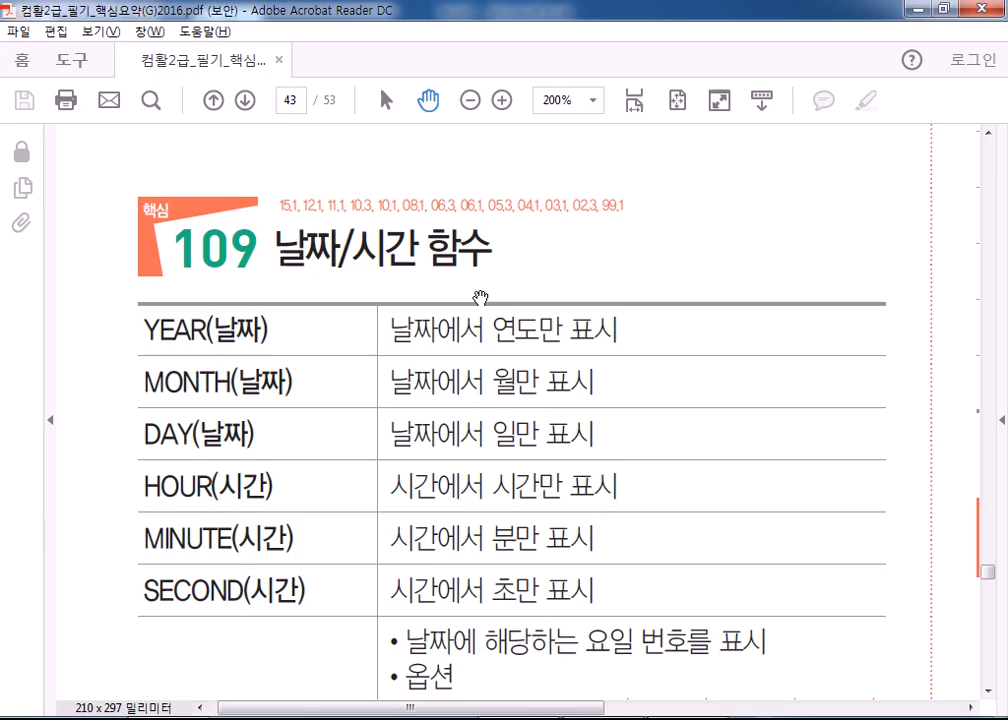 컴활2급_필기_핵심요약(G)2016.pdf (보안) - Adobe Acrobat Reader DC
파일 편집 보기(V) 창(W) 도움말(H)
홈 도구 컴활2급_필기_핵심... × 로그인
43 / 53 200%
핵심 15.1, 12.1, 11.1, 10.3, 10.1, 08.1, 06.3, 06.1, 05.3, 04.1, 03.1, 02.3, 99.1
109 날짜/시간 함수
YEAR(날짜) 날짜에서 연도만 표시
MONTH(날짜) 날짜에서 월만 표시
DAY(날짜) 날짜에서 일만 표시
HOUR(시간) 시간에서 시간만 표시
MINUTE(시간) 시간에서 분만 표시
SECOND(시간) 시간에서 초만 표시
• 날짜에 해당하는 요일 번호를 표시
• 옵션
210 x 297 밀리미터